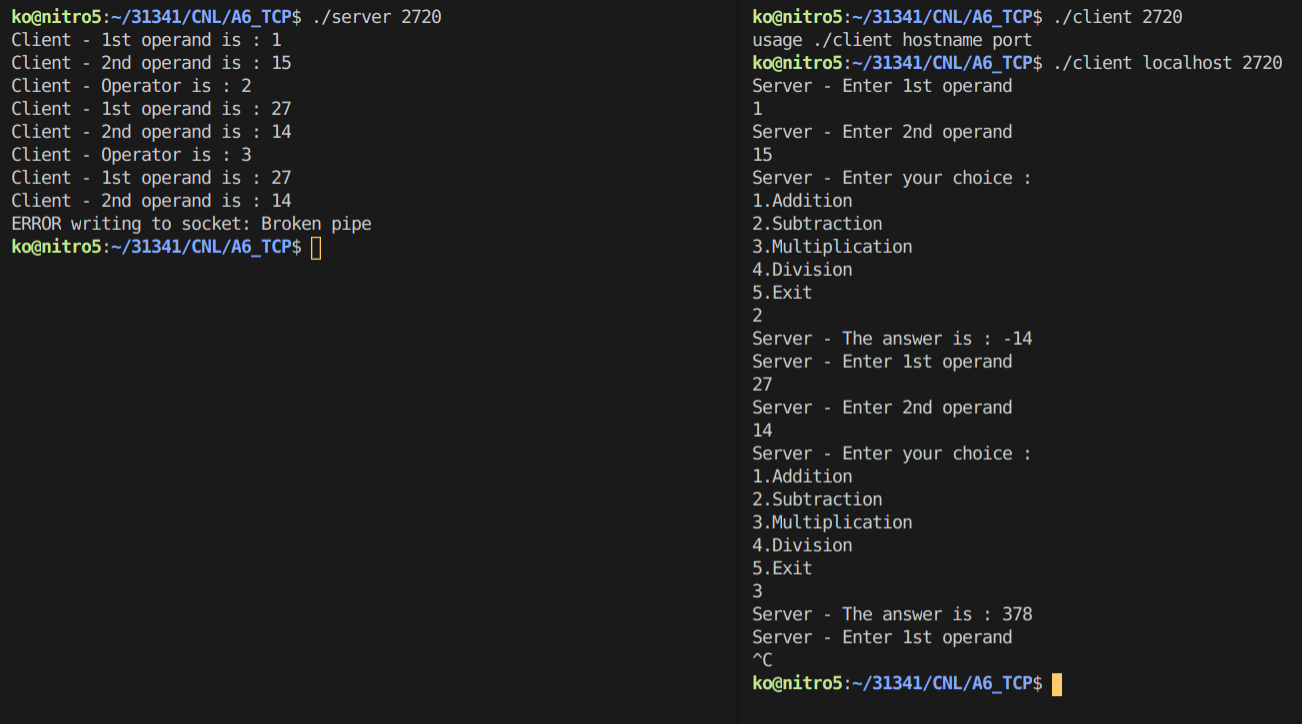 ko@nitro5:~/31341/CNL/A6_TCP$ ./server 2720
Client - 1st operand is : 1
Client - 2nd operand is : 15
Client - Operator is : 2
Client - 1st operand is : 27
Client - 2nd operand is : 14
Client - Operator is : 3
Client - 1st operand is : 27
Client - 2nd operand is : 14
ERROR writing to socket: Broken pipe
ko@nitro5:~/31341/CNL/A6_TCP$
ko@nitro5:~/31341/CNL/A6_TCP$ ./client 2720
usage ./client hostname port
ko@nitro5:~/31341/CNL/A6_TCP$ ./client localhost 2720
Server - Enter 1st operand
1
Server - Enter 2nd operand
15
Server - Enter your choice :
1.Addition
2.Subtraction
3.Multiplication
4.Division
5.Exit
2
Server - The answer is : -14
Server - Enter 1st operand
27
Server - Enter 2nd operand
14
Server - Enter your choice :
1.Addition
2.Subtraction
3.Multiplication
4.Division
5.Exit
3
Server - The answer is : 378
Server - Enter 1st operand
^C
ko@nitro5:~/31341/CNL/A6_TCP$